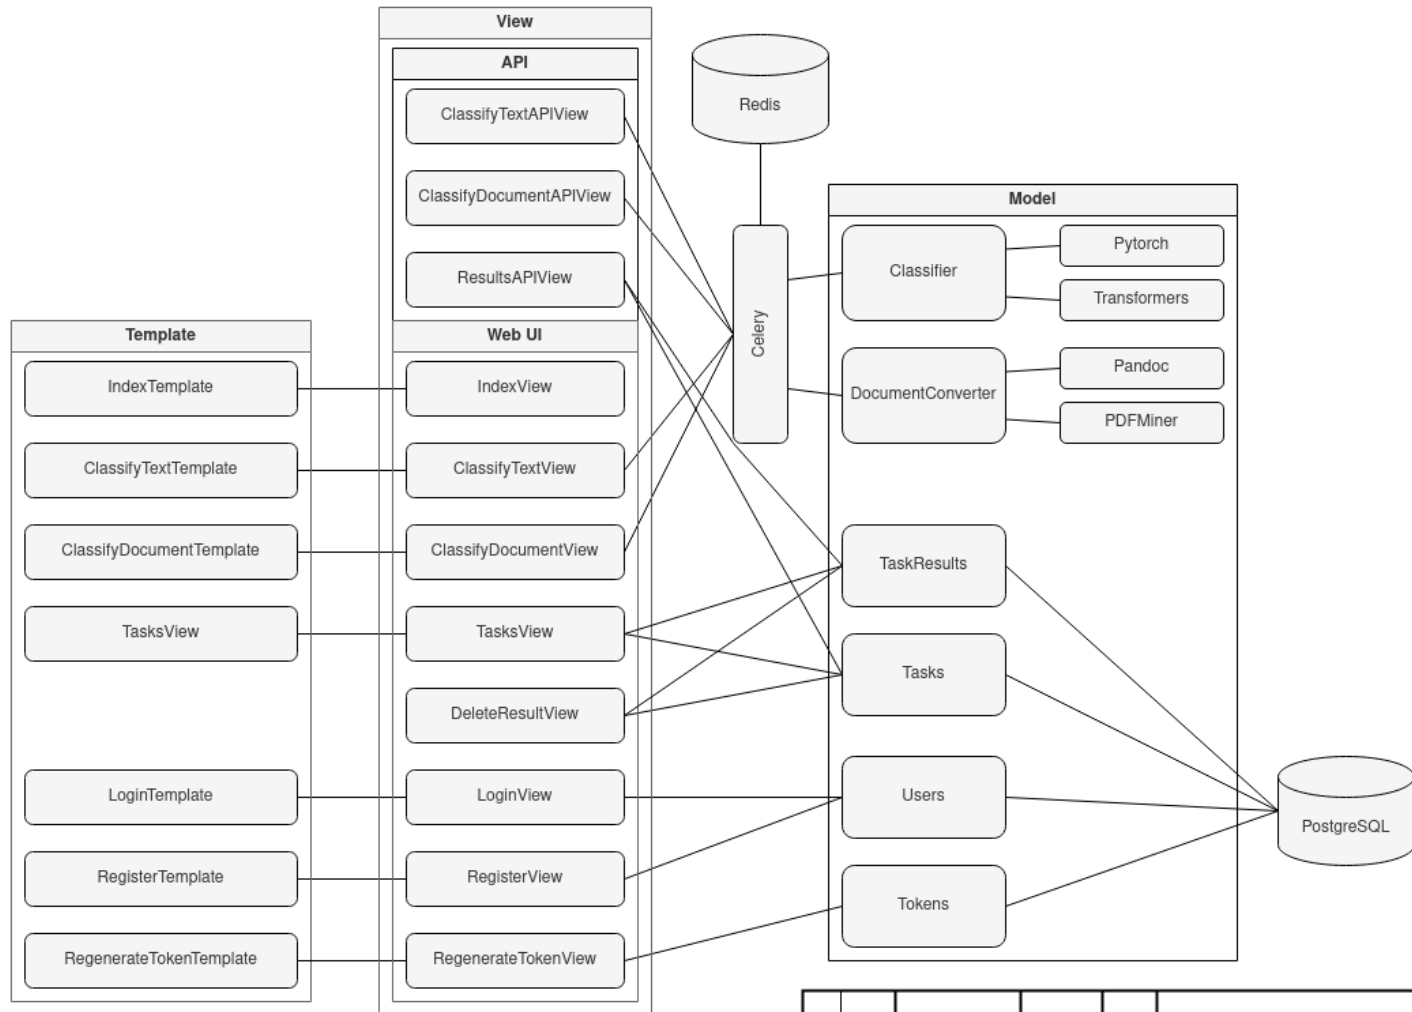 View
API
ClassifyTextAPIView
ClassifyDocumentAPIView
ResultsAPIView
Web UI
IndexView
ClassifyTextView
ClassifyDocumentView
TasksView
DeleteResultView
LoginView
RegisterView
RegenerateTokenView
Template
IndexTemplate
ClassifyTextTemplate
ClassifyDocumentTemplate
TasksView
LoginTemplate
RegisterTemplate
RegenerateTokenTemplate
Redis
Celery
Model
Classifier
Pytorch
Transformers
DocumentConverter
Pandoc
PDFMiner
TaskResults
Tasks
Users
Tokens
PostgreSQL